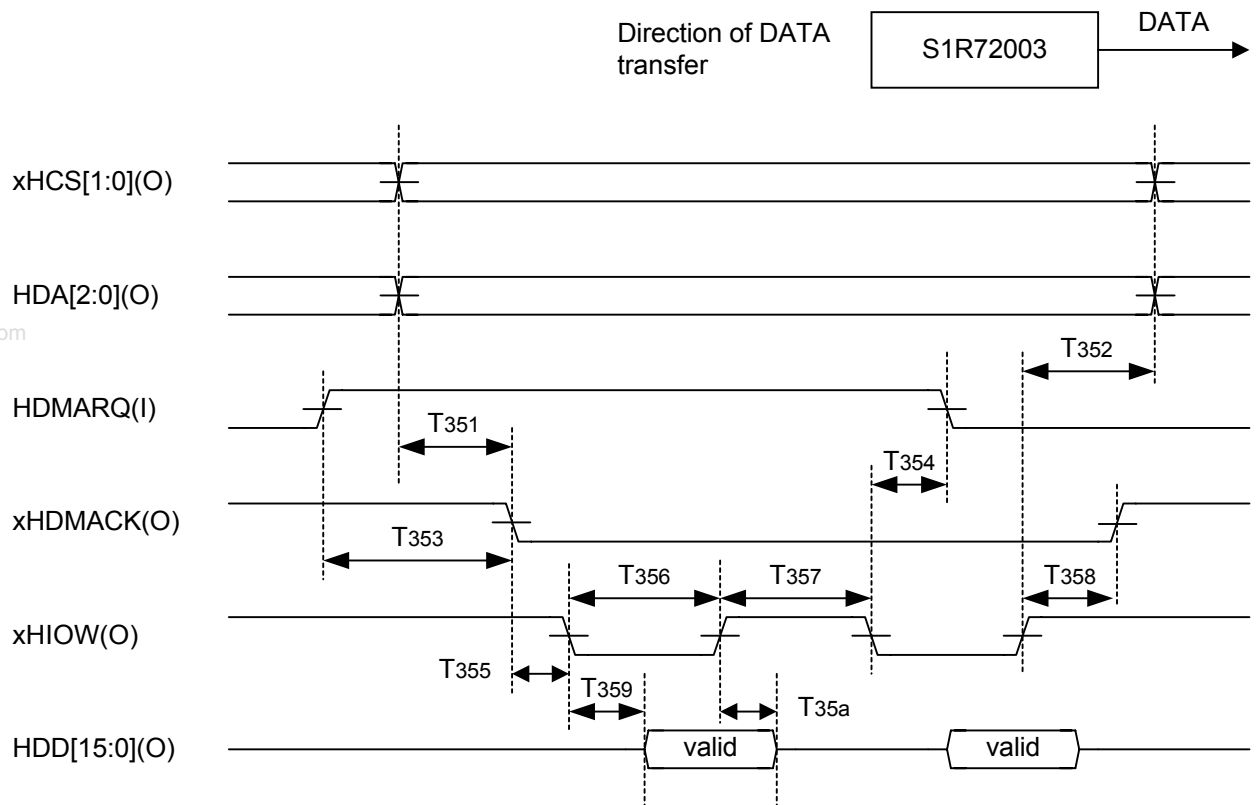 Direction of DATA
transfer
S1R72003
DATA
xHCS[1:0](O)
HDA[2:0](O)
om
T352
HDMARQ(I)
T351
T354
xHDMACK(O)
T353
T356
T357
T358
xHIOW(O)
T355
T359
T35a
HDD[15:0](O)
valid
valid